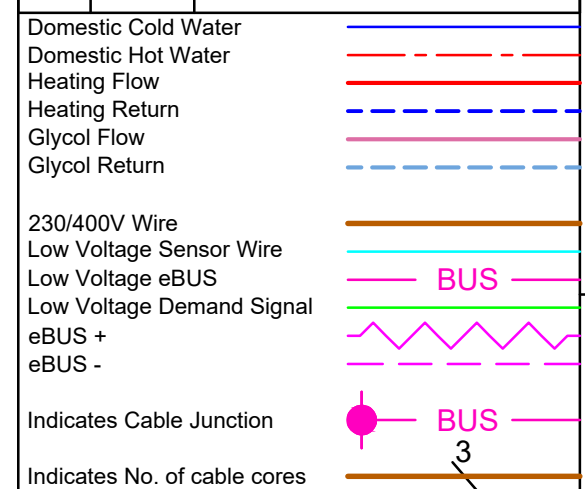 Domestic Cold Water
Domestic Hot Water
Heating Flow
Heating Return
Glycol Flow
Glycol Return
230/400V Wire
Low Voltage Sensor Wire
Low Voltage eBUS BUS
Low Voltage Demand Signal
eBUS +
eBUS -
Indicates Cable Junction BUS
3
Indicates No. of cable cores